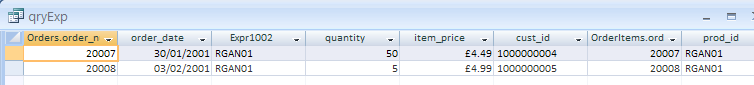 qryExp
Orders.order_n order_date Expr1002 quantity item_price cust_id OrderItems.ord prod_id
20007 30/01/2001 RGAN01 50 £4.49 1000000004 20007 RGAN01
20008 03/02/2001 RGAN01 5 £4.99 1000000005 20008 RGAN01